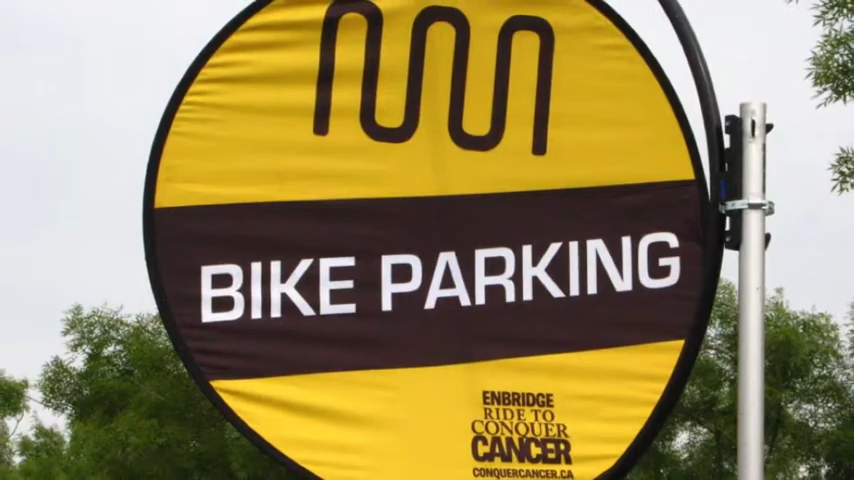 BIKE PARKING
ENBRIDGE
RIDE TO
CONQUER
CANCER
CONQUERCANCER.CA